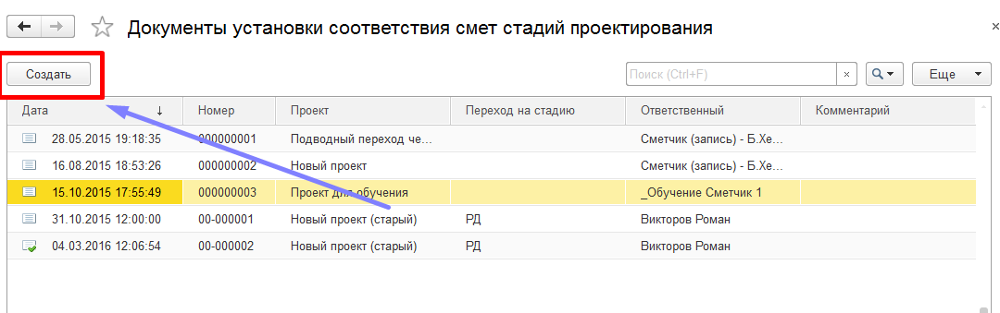 Документы установки соответствия смет стадий проектирования
Создать Поиск (Ctrl+F) × Еще
Дата ↓ Номер Проект Переход на стадию Ответственный Комментарий
28.05.2015 19:18:35 000000001 Подводный переход че... Сметчик (запись) - Б.Хе...
16.08.2015 18:53:26 000000002 Новый проект Сметчик (запись) - Б.Хе...
15.10.2015 17:55:49 000000003 Проект для обучения _Обучение Сметчик 1
31.10.2015 12:00:00 00-000001 Новый проект (старый) РД Викторов Роман
04.03.2016 12:06:54 00-000002 Новый проект (старый) РД Викторов Роман